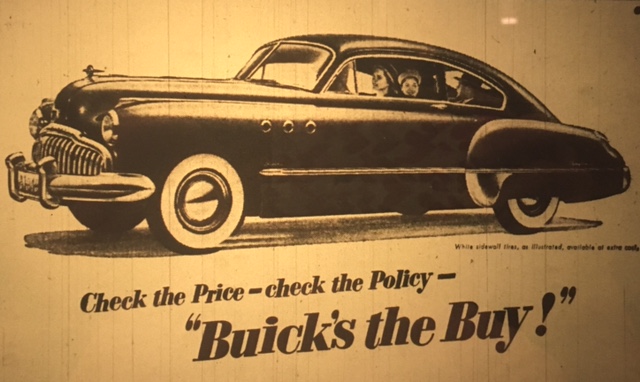 White sidewall tires, as illustrated, available at extra cost.
Check the Price — check the Policy —
"Buick's the Buy!"